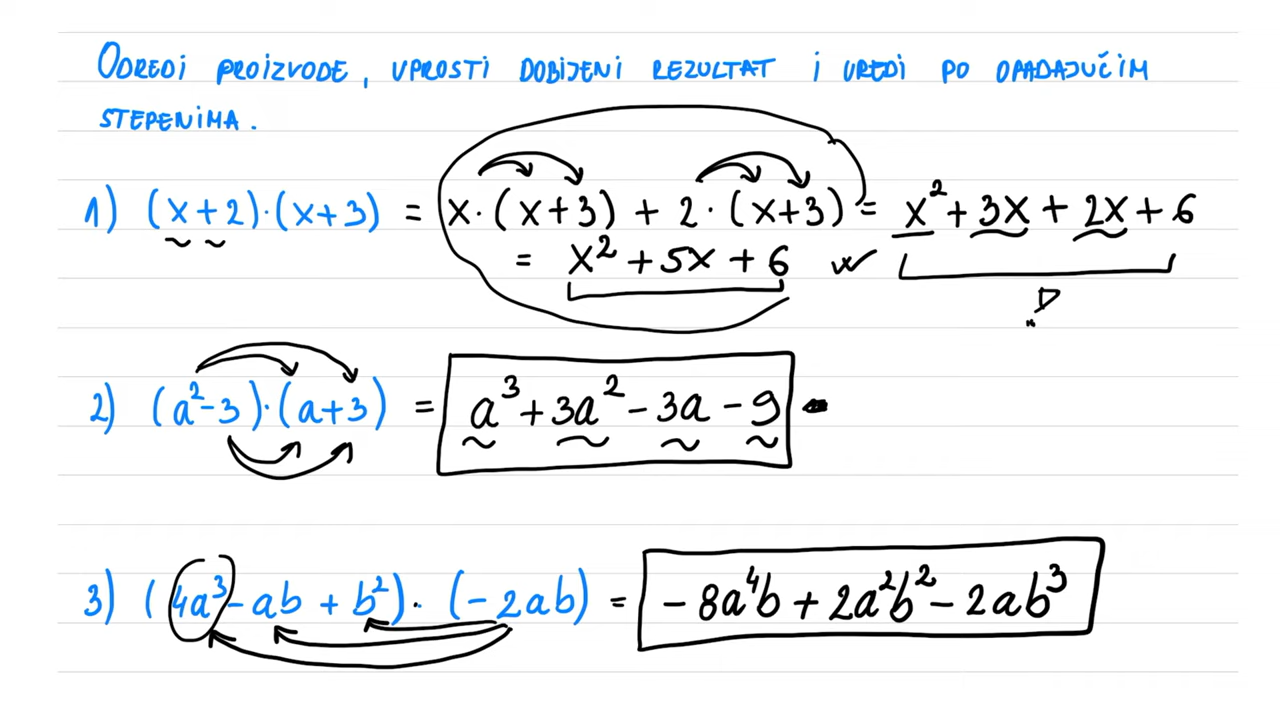 ODREDI PROIZVODE, UPROSTI DOBIJENI REZULTAT I UREDI PO OPADAJUĆIM
STEPENIMA.
1) (x + 2)·(x+3) = x·(x+3) + 2·(x+3) = x² + 3x + 2x + 6
= x² + 5x + 6
2) (a²-3)·(a+3) = a³ + 3a² - 3a - 9
3) (4a³ - ab + b²)·(-2ab) = -8a⁴b + 2a²b² - 2ab³